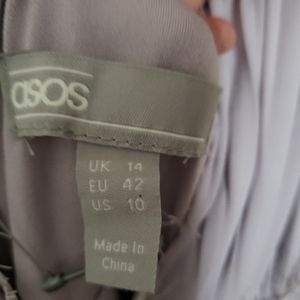 asos
UK 14
EU 42
US 10
Made In
China